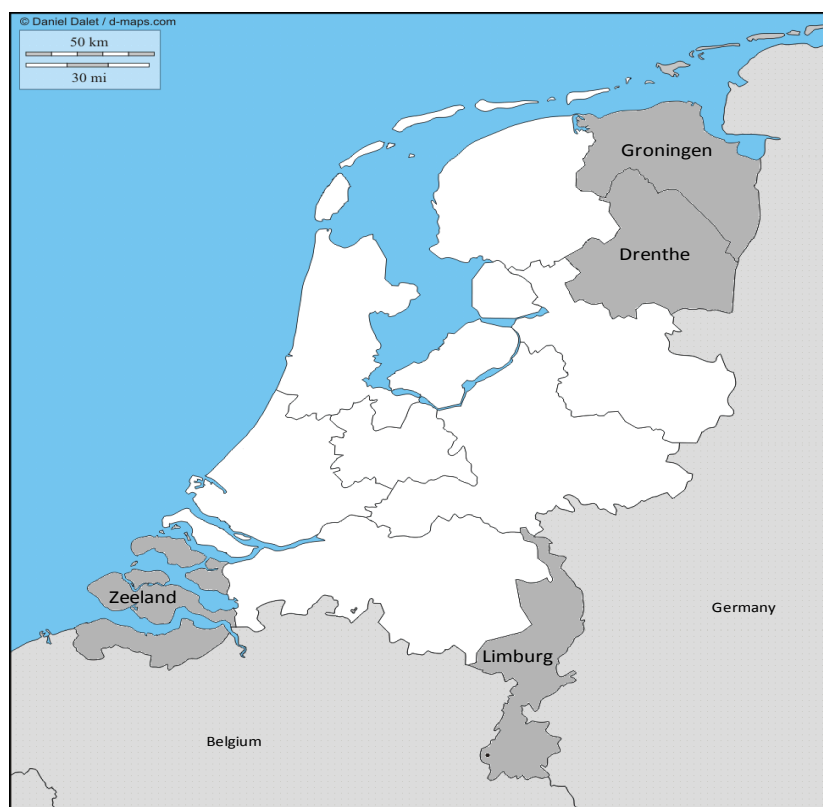 © Daniel Dalet / d-maps.com
50 km
30 mi
Groningen
Drenthe
Zeeland
Germany
Limburg
Belgium